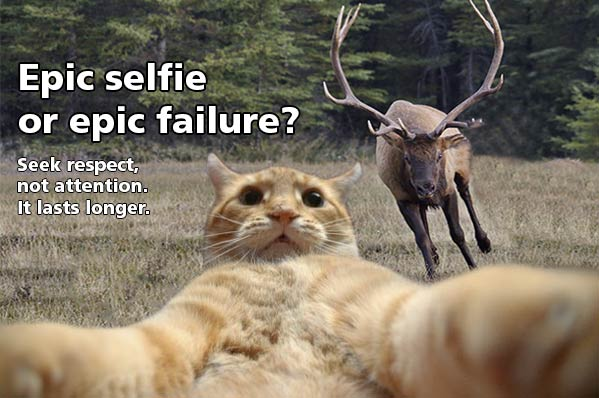 Epic selfie
or epic failure?
Seek respect,
not attention.
It lasts longer.